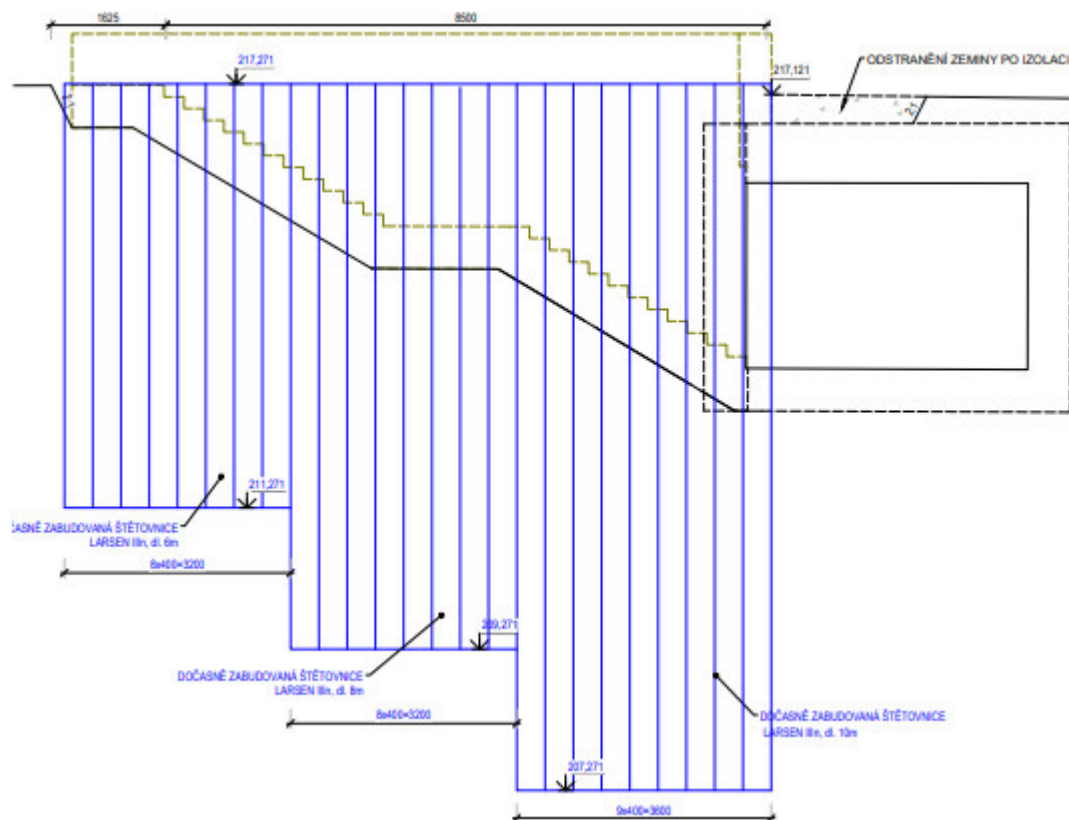 1625
8500
217,271
217,121
ODSTRANĚNÍ ZEMINY PO IZOLACI
2:1
211,271
ČASNĚ ZABUDOVANÁ ŠTĚTOVNICE
LARSEN IIIn, dl. 6m
8x400=3200
209,271
DOČASNĚ ZABUDOVANÁ ŠTĚTOVNICE
LARSEN IIIn, dl. 8m
8x400=3200
DOČASNĚ ZABUDOVANÁ ŠTĚTOVNICE
LARSEN IIIn, dl. 10m
207,271
9x400=3600